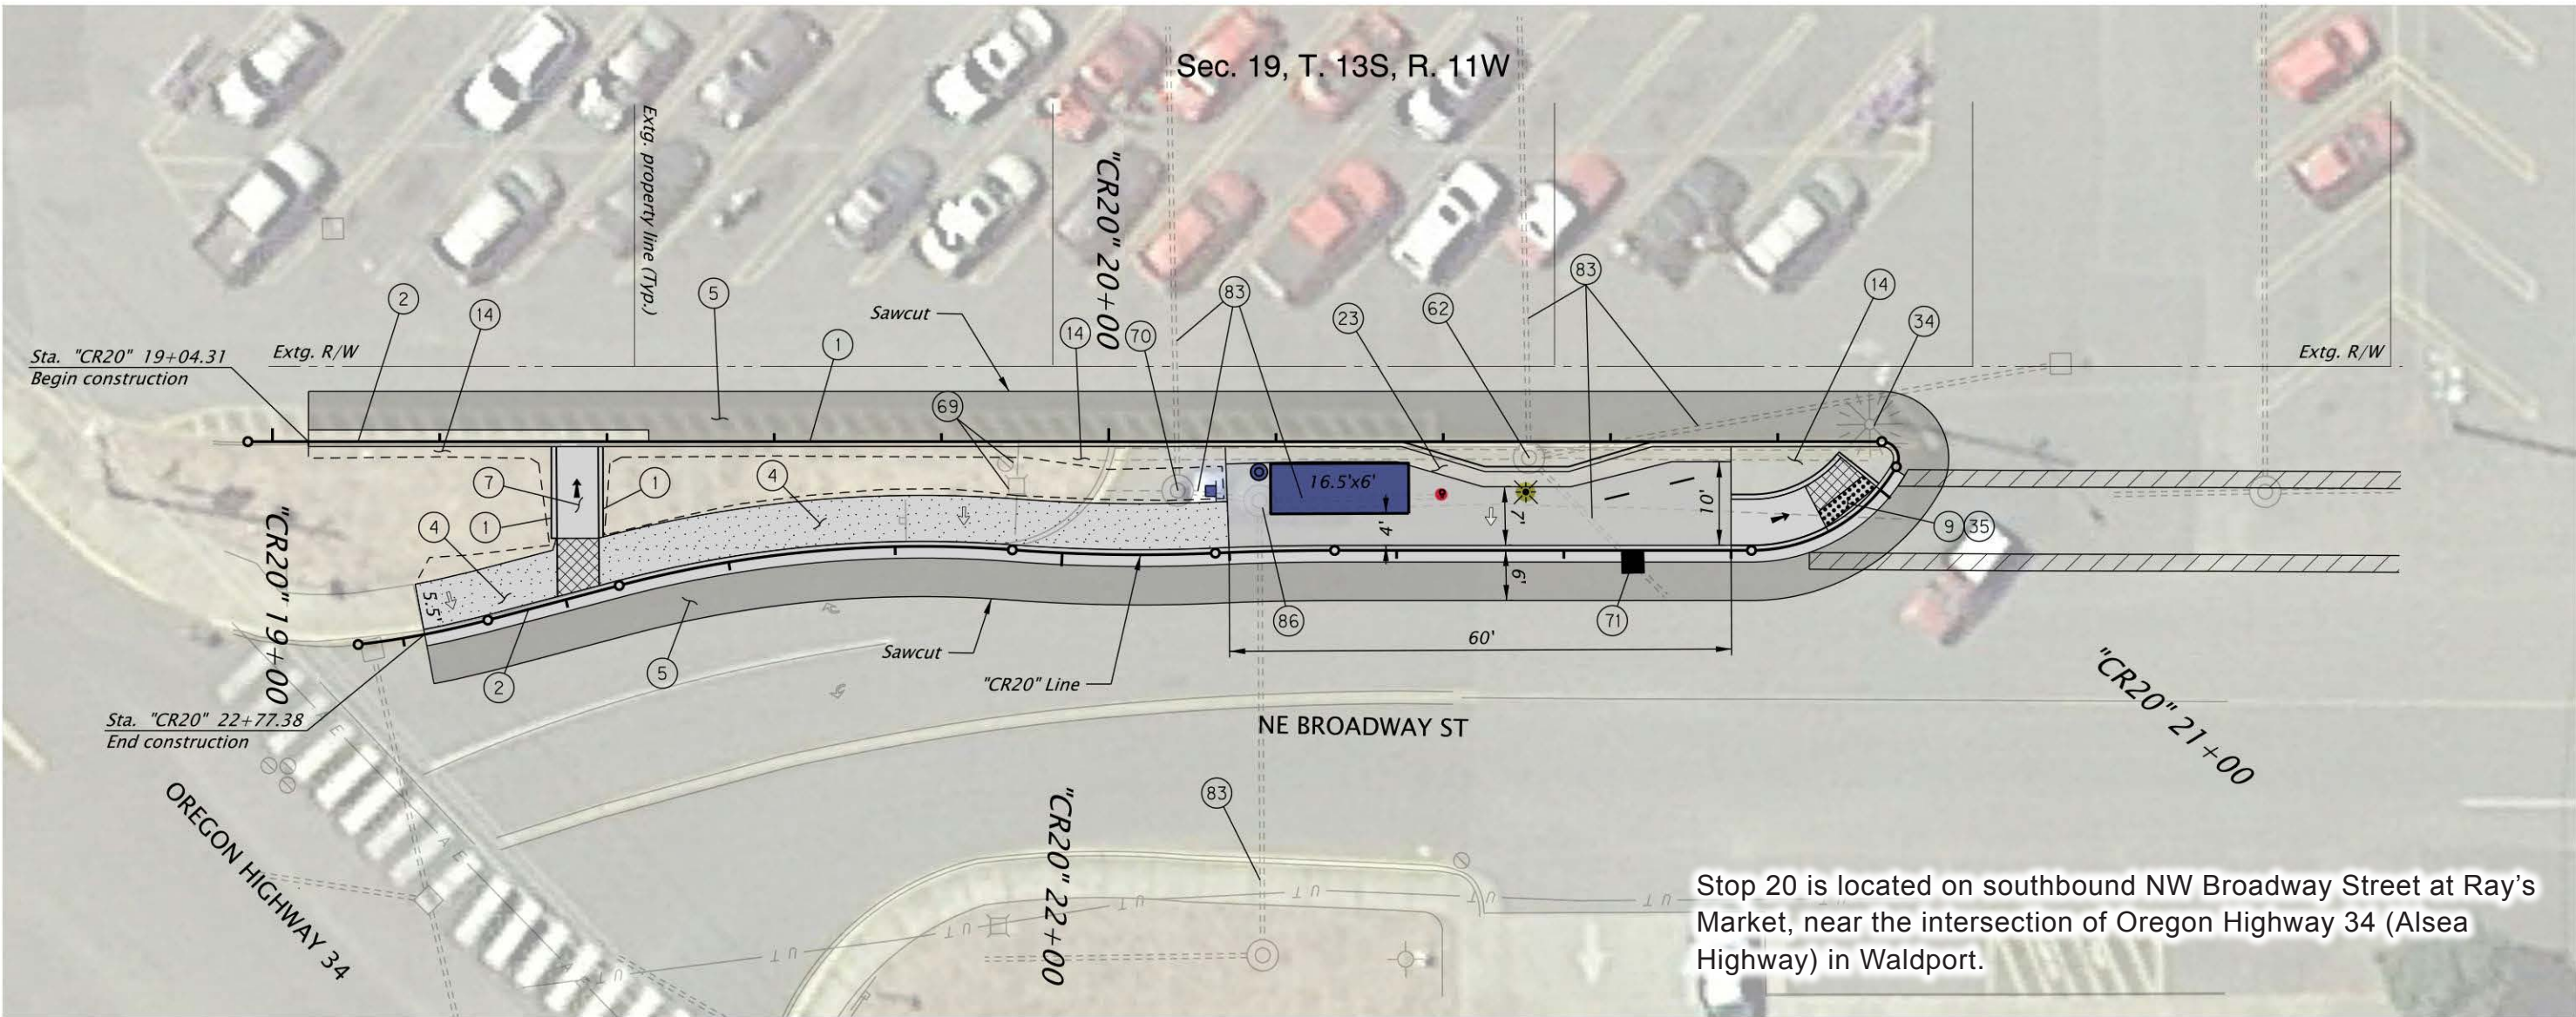 Sec. 19, T. 13S, R. 11W
Extg. property line (Typ.)
"CR20" 20+00
83
14
2
14
5
Sawcut
1
14
70
83
23
62
34
Sta. "CR20" 19+04.31
Begin construction
Extg. R/W
Extg. R/W
69
7
1
4
16.5'x6'
4
1
4'
7'
10'
9
35
"CR20" 19+00
5.5'
6'
86
71
60'
2
5
Sawcut
"CR20" Line
"CR20" 21+00
Sta. "CR20" 22+77.38
End construction
NE BROADWAY ST
OREGON HIGHWAY 34
83
"CR20" 22+00
Stop 20 is located on southbound NW Broadway Street at Ray's
Market, near the intersection of Oregon Highway 34 (Alsea
Highway) in Waldport.